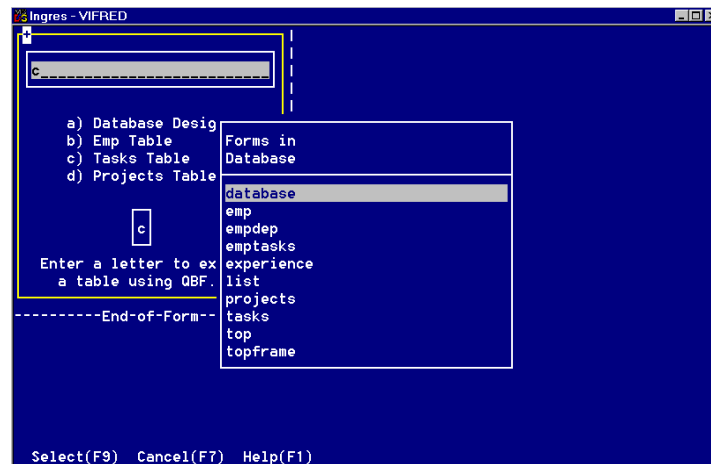 Ingres - VIFRED
c
a) Database Desig
b) Emp Table
c) Tasks Table
d) Projects Table
c
Enter a letter to ex
a table using QBF.
----------End-of-Form--
Forms in
Database
database
emp
empdep
emptasks
experience
list
projects
tasks
top
topframe
Select(F9) Cancel(F7) Help(F1)